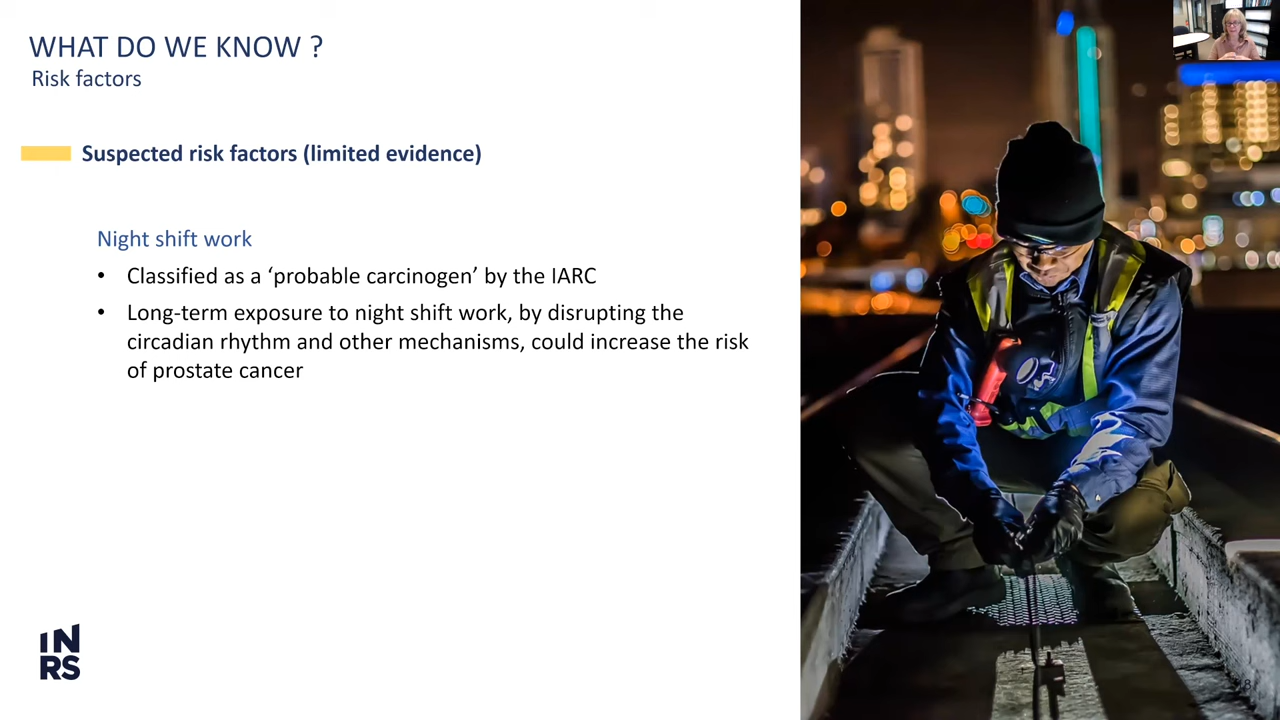 WHAT DO WE KNOW ?
Risk factors
Suspected risk factors (limited evidence)
Night shift work
• Classified as a ‘probable carcinogen’ by the IARC
• Long-term exposure to night shift work, by disrupting the
circadian rhythm and other mechanisms, could increase the risk
of prostate cancer
IN
RS